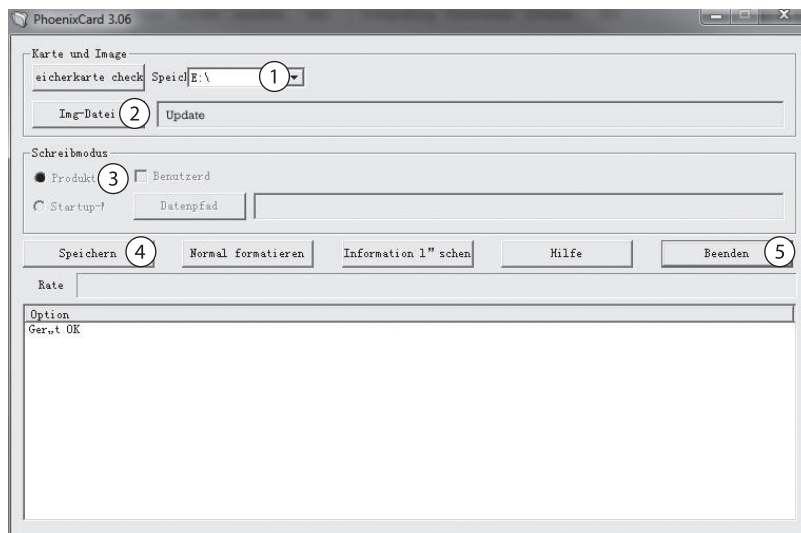 PhoenixCard 3.06
Karte und Image
eicherkarte check Speicl E:\ 1
Img-Datei 2 Update
Schreibmodus
Produkt 3 Benutzerd
Startup-M Datenpfad
Speichern 4 Normal formatieren Information l" schen Hilfe Beenden 5
Rate
Option
Ger„t OK